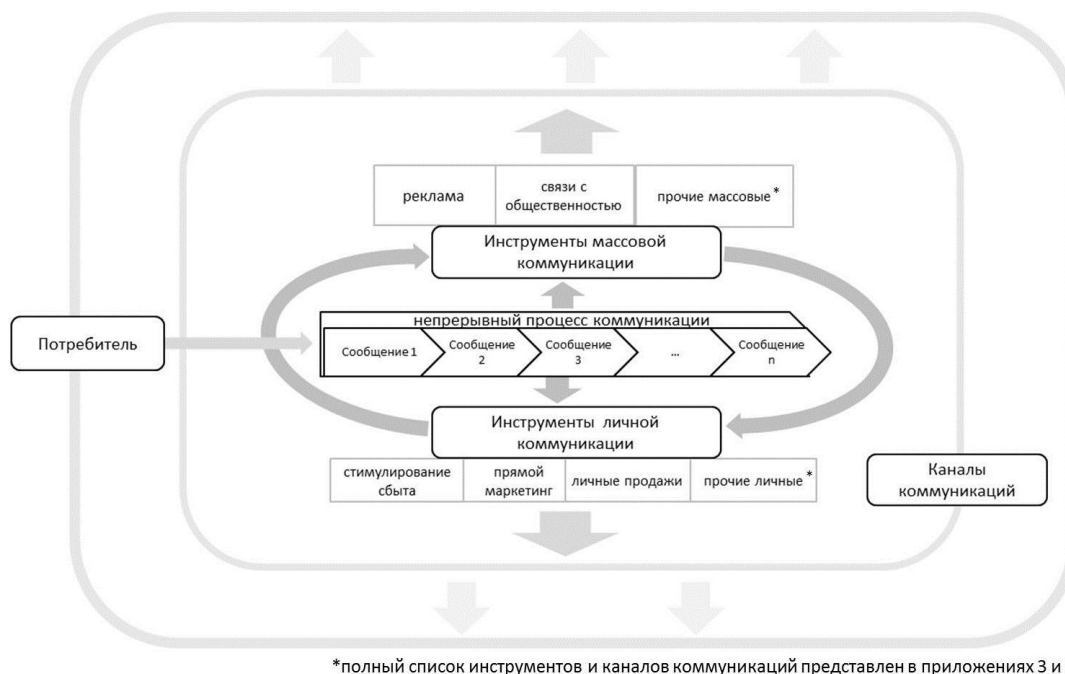 реклама
связи с
общественностью
прочие массовые*
Инструменты массовой
коммуникации
непрерывный процесс коммуникации
Потребитель
Сообщение 1
Сообщение
2
Сообщение
3
...
Сообщение
n
Инструменты личной
коммуникации
стимулирование
сбыта
прямой
маркетинг
личные продажи
прочие личные*
Каналы
коммуникаций
*полный список инструментов и каналов коммуникаций представлен в приложениях 3 и